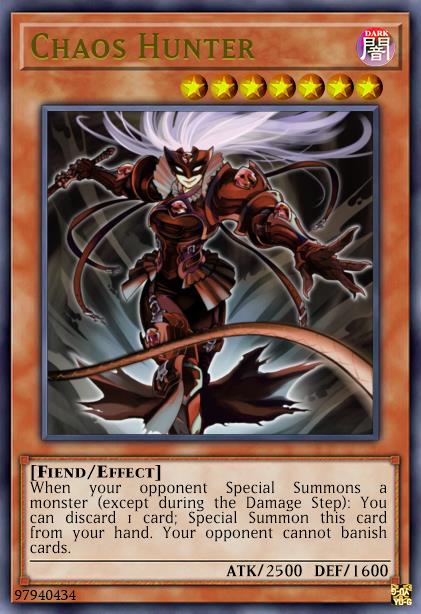 CHAOS HUNTER
DARK
闇
[FIEND/EFFECT]
When your opponent Special Summons a
monster (except during the Damage Step): You
can discard 1 card; Special Summon this card
from your hand. Your opponent cannot banish
cards.
ATK/2500 DEF/1600
97940434